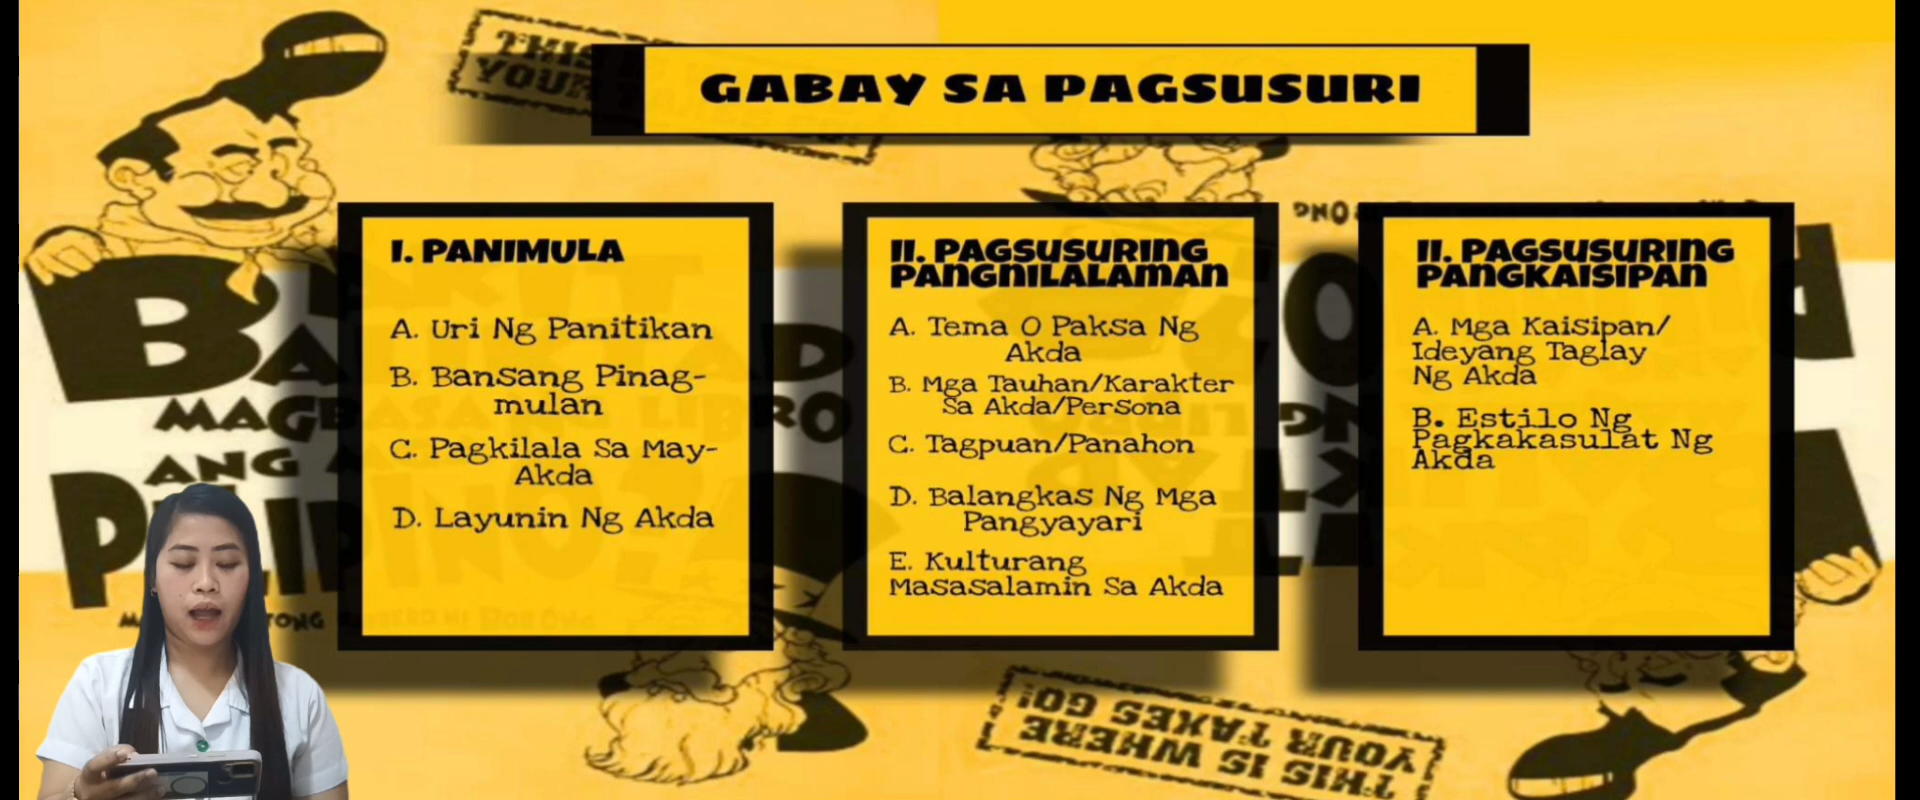 GABAY SA PAGSUSURI
I. PANIMULA
A. Uri Ng Panitikan
B. Bansang Pinag-
mulan
C. Pagkilala Sa May-
Akda
D. Layunin Ng Akda
II. PAGSUSURING
PANGNILALAMAN
A. Tema O Paksa Ng
Akda
B. Mga Tauhan/Karakter
Sa Akda/Persona
C. Tagpuan/Panahon
D. Balangkas Ng Mga
Pangyayari
E. Kulturang
Masasalamin Sa Akda
II. PAGSUSURING
PANGKAISIPAN
A. Mga Kaisipan/
Ideyang Taglay
Ng Akda
B. Estilo Ng
Pagkakasulat Ng
Akda
THIS IS WHERE
YOUR TAXES GO!